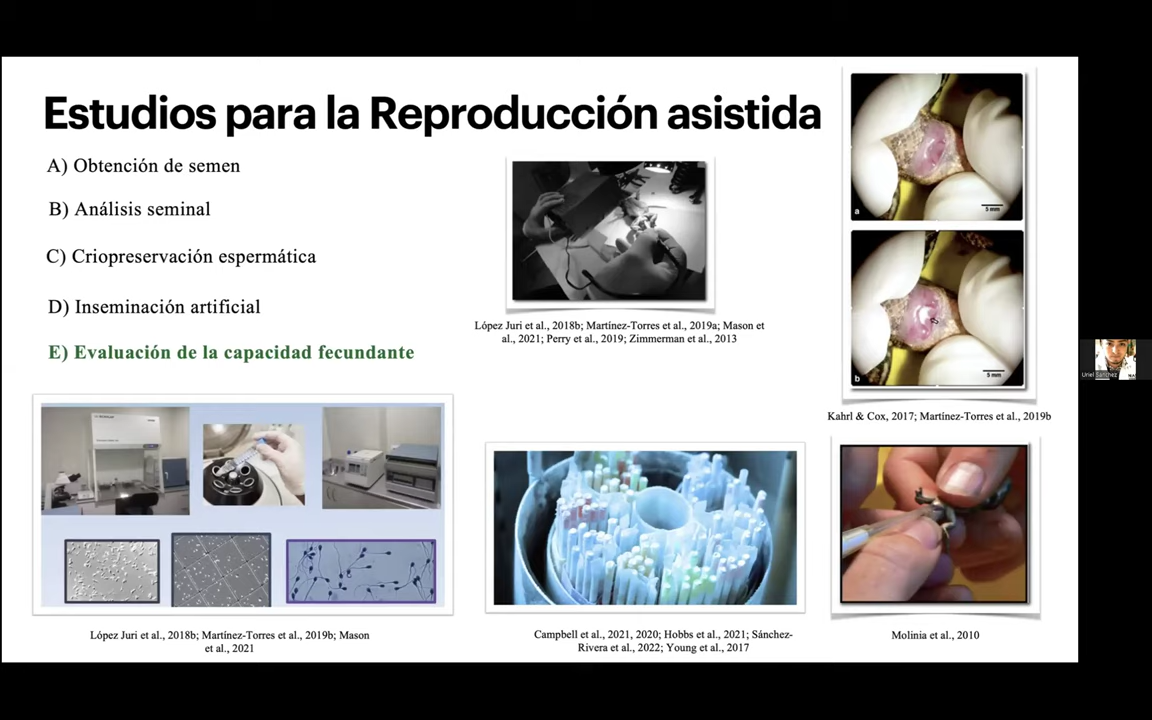 Estudios para la Reproducción asistida
A) Obtención de semen
B) Análisis seminal
C) Criopreservación espermática
D) Inseminación artificial
E) Evaluación de la capacidad fecundante
López Juri et al., 2018b; Martínez-Torres et al., 2019a; Mason et
al., 2021; Perry et al., 2019; Zimmerman et al., 2013
a
5 mm
b
5 mm
Kahrl & Cox, 2017; Martínez-Torres et al., 2019b
Uriel Sánchez
López Juri et al., 2018b; Martínez-Torres et al., 2019b; Mason
et al., 2021
Campbell et al., 2021, 2020; Hobbs et al., 2021; Sánchez-
Rivera et al., 2022; Young et al., 2017
Molinia et al., 2010